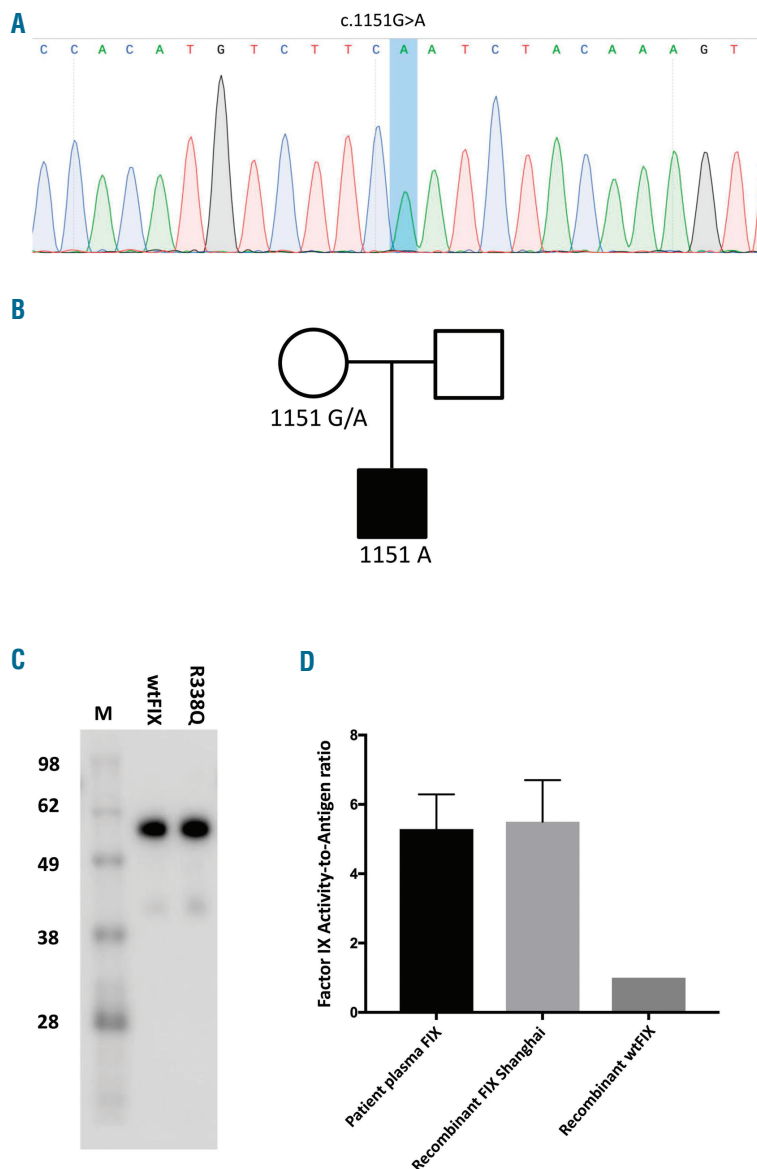 A
c.1151G>A
C C A C A T G T C T T C A A T C T A C A A A G T
B
1151 G/A
1151 A
C
M wtFIX R338Q
98
62
49
38
28
D
Factor IX Activity-to-Antigen ratio
8
6
4
2
0
Patient plasma FIX
Recombinant FIX Shanghai
Recombinant wtFIX